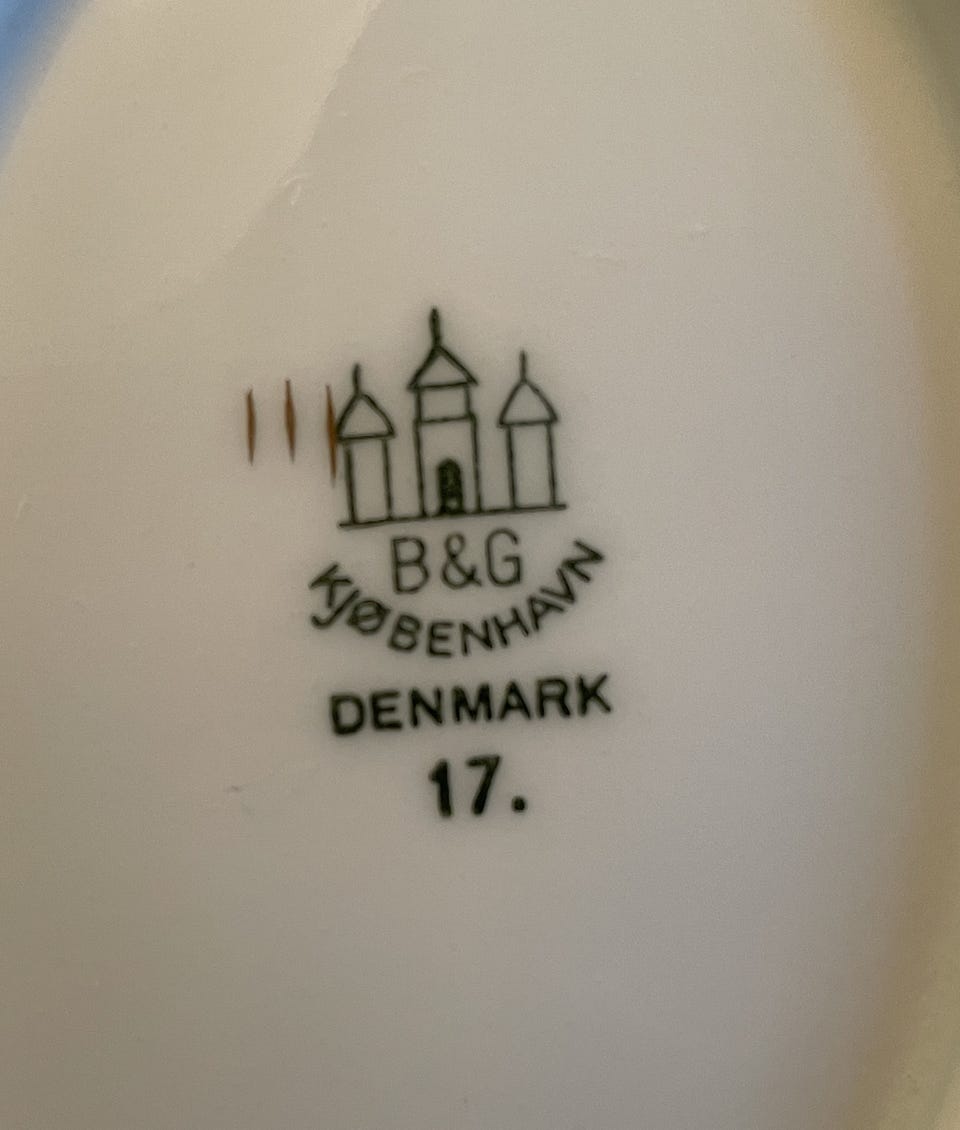 B&G
KJØBENHAVN
DENMARK
17.